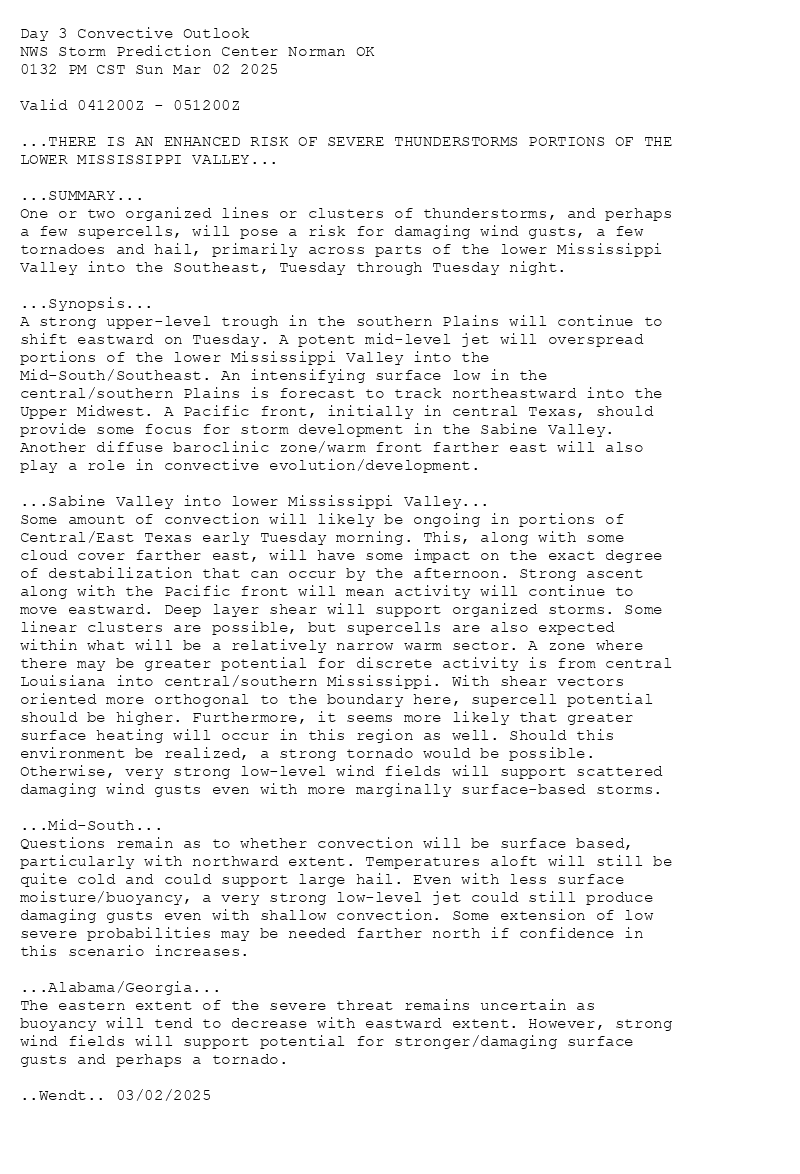 Day 3 Convective Outlook
NWS Storm Prediction Center Norman OK
0132 PM CST Sun Mar 02 2025
Valid 041200Z - 051200Z
...THERE IS AN ENHANCED RISK OF SEVERE THUNDERSTORMS PORTIONS OF THE
LOWER MISSISSIPPI VALLEY...
...SUMMARY...
One or two organized lines or clusters of thunderstorms, and perhaps
a few supercells, will pose a risk for damaging wind gusts, a few
tornadoes and hail, primarily across parts of the lower Mississippi
Valley into the Southeast, Tuesday through Tuesday night.
...Synopsis...
A strong upper-level trough in the southern Plains will continue to
shift eastward on Tuesday. A potent mid-level jet will overspread
portions of the lower Mississippi Valley into the
Mid-South/Southeast. An intensifying surface low in the
central/southern Plains is forecast to track northeastward into the
Upper Midwest. A Pacific front, initially in central Texas, should
provide some focus for storm development in the Sabine Valley.
Another diffuse baroclinic zone/warm front farther east will also
play a role in convective evolution/development.
...Sabine Valley into lower Mississippi Valley...
Some amount of convection will likely be ongoing in portions of
Central/East Texas early Tuesday morning. This, along with some
cloud cover farther east, will have some impact on the exact degree
of destabilization that can occur by the afternoon. Strong ascent
along with the Pacific front will mean activity will continue to
move eastward. Deep layer shear will support organized storms. Some
linear clusters are possible, but supercells are also expected
within what will be a relatively narrow warm sector. A zone where
there may be greater potential for discrete activity is from central
Louisiana into central/southern Mississippi. With shear vectors
oriented more orthogonal to the boundary here, supercell potential
should be higher. Furthermore, it seems more likely that greater
surface heating will occur in this region as well. Should this
environment be realized, a strong tornado would be possible.
Otherwise, very strong low-level wind fields will support scattered
damaging wind gusts even with more marginally surface-based storms.
...Mid-South...
Questions remain as to whether convection will be surface based,
particularly with northward extent. Temperatures aloft will still be
quite cold and could support large hail. Even with less surface
moisture/buoyancy, a very strong low-level jet could still produce
damaging gusts even with shallow convection. Some extension of low
severe probabilities may be needed farther north if confidence in
this scenario increases.
...Alabama/Georgia...
The eastern extent of the severe threat remains uncertain as
buoyancy will tend to decrease with eastward extent. However, strong
wind fields will support potential for stronger/damaging surface
gusts and perhaps a tornado.
..Wendt.. 03/02/2025